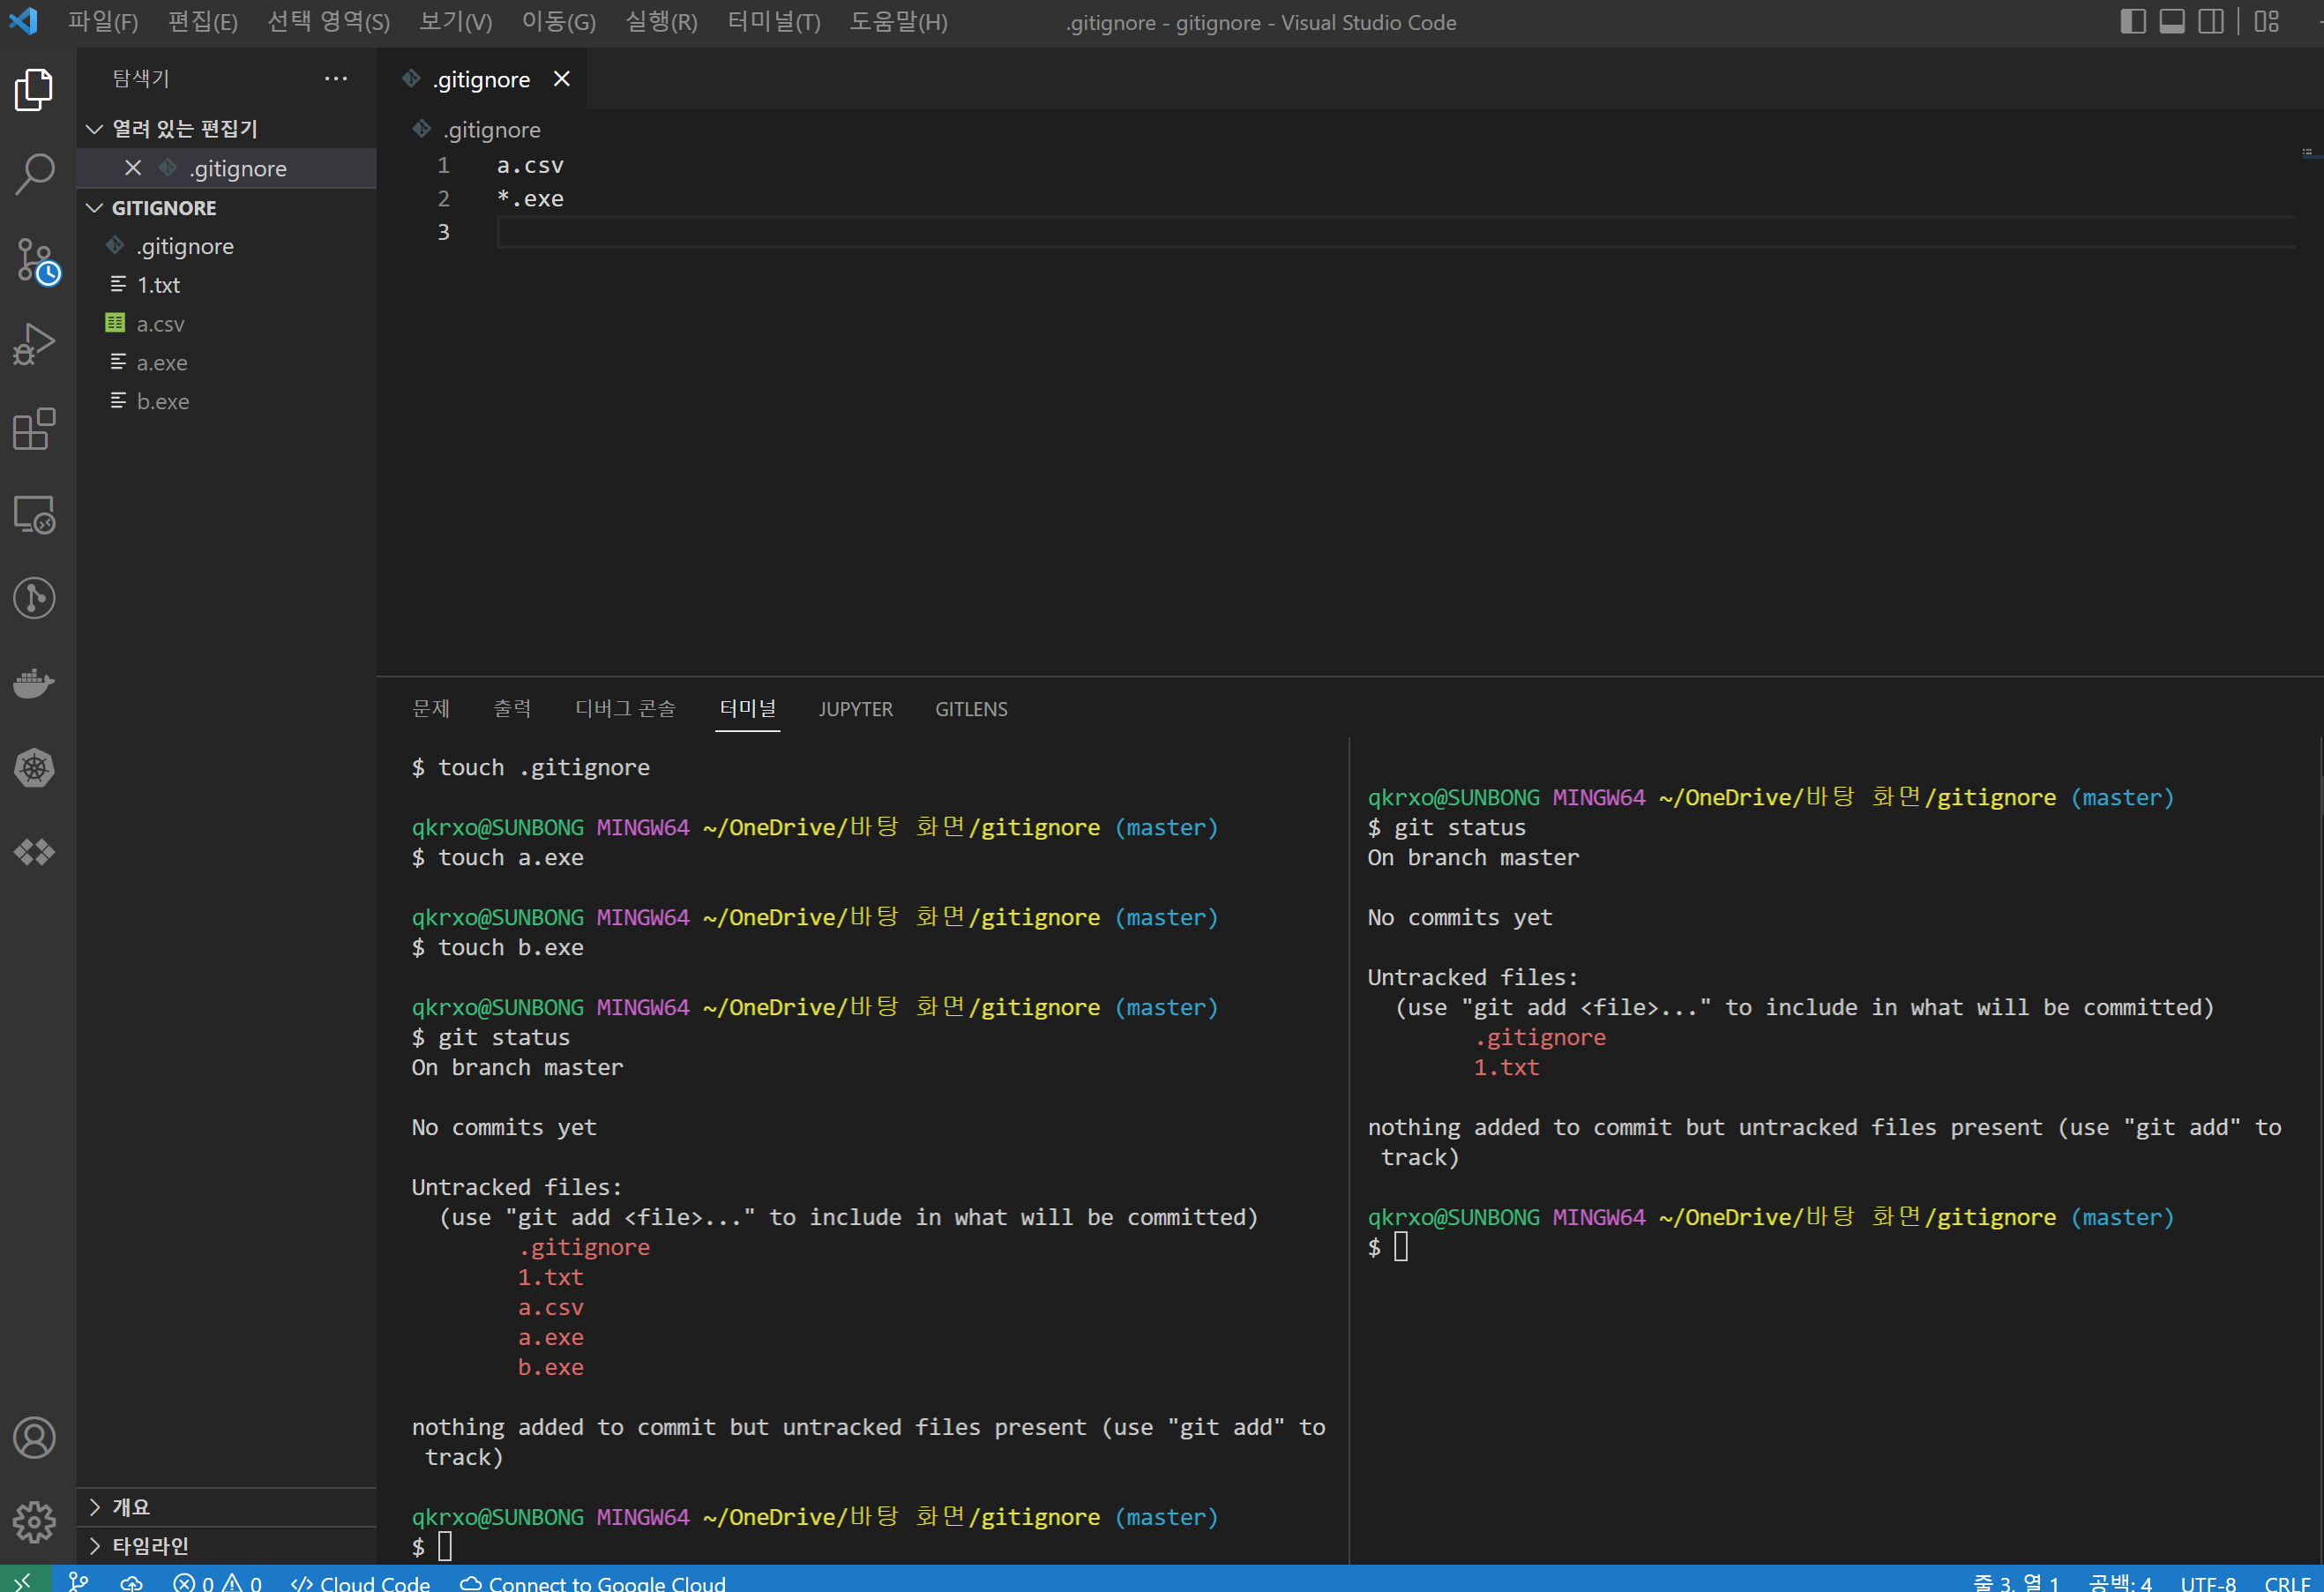 파일(F) 편집(E) 선택 영역(S) 보기(V) 이동(G) 실행(R) 터미널(T) 도움말(H) .gitignore - gitignore - Visual Studio Code
탐색기 ···
열려 있는 편집기
.gitignore
GITIGNORE
.gitignore
1.txt
a.csv
a.exe
b.exe
개요
타임라인
.gitignore
.gitignore
1 a.csv
2 *.exe
3
문제 출력 디버그 콘솔 터미널 JUPYTER GITLENS
$ touch .gitignore
qkrxo@SUNBONG MINGW64 ~/OneDrive/바탕 화면/gitignore (master)
$ touch a.exe
qkrxo@SUNBONG MINGW64 ~/OneDrive/바탕 화면/gitignore (master)
$ touch b.exe
qkrxo@SUNBONG MINGW64 ~/OneDrive/바탕 화면/gitignore (master)
$ git status
On branch master
No commits yet
Untracked files:
(use "git add <file>..." to include in what will be committed)
.gitignore
1.txt
a.csv
a.exe
b.exe
nothing added to commit but untracked files present (use "git add" to
track)
qkrxo@SUNBONG MINGW64 ~/OneDrive/바탕 화면/gitignore (master)
$
qkrxo@SUNBONG MINGW64 ~/OneDrive/바탕 화면/gitignore (master)
$ git status
On branch master
No commits yet
Untracked files:
(use "git add <file>..." to include in what will be committed)
.gitignore
1.txt
nothing added to commit but untracked files present (use "git add" to
track)
qkrxo@SUNBONG MINGW64 ~/OneDrive/바탕 화면/gitignore (master)
$
0 0 Cloud Code Connect to Google Cloud 줄 3, 열 1 공백: 4 UTF-8 CRLF